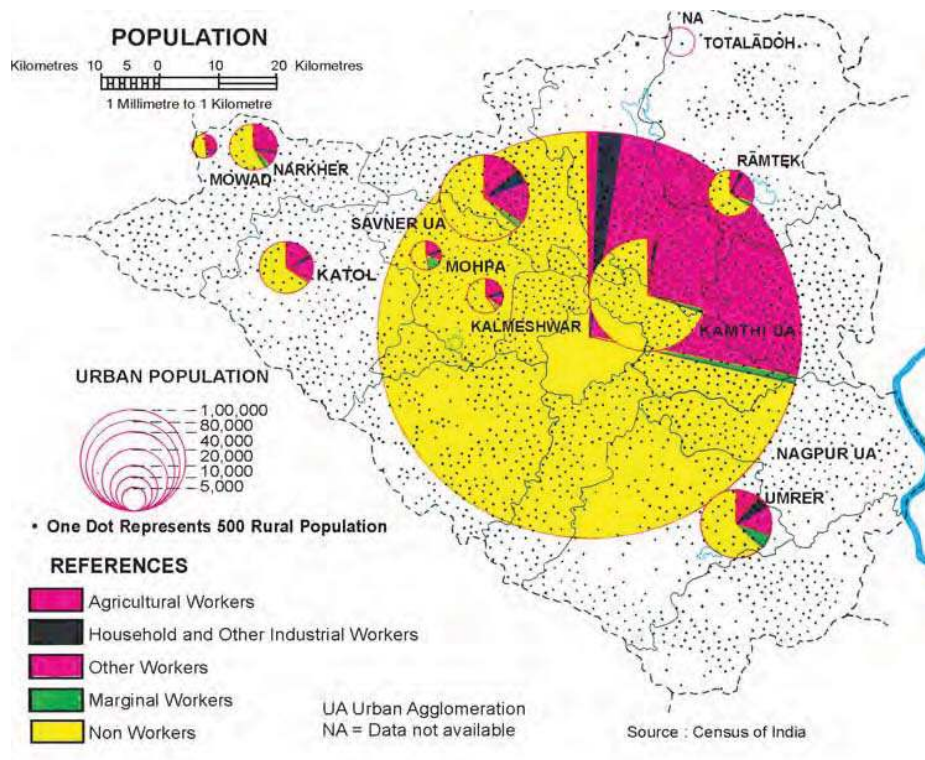 POPULATION
Kilometres 10 5 0 10 20 Kilometres
1 Millimetre to 1 Kilometre
NA
TOTALADOH
RAMTEK
NARKHER
MOWAD
SAVNER UA
KATOL
MOHPA
KALMESHWAR
KAMTHI UA
NAGPUR UA
UMRER
URBAN POPULATION
1,00,000
80,000
40,000
20,000
10,000
5,000
• One Dot Represents 500 Rural Population
REFERENCES
Agricultural Workers
Household and Other Industrial Workers
Other Workers
Marginal Workers
Non Workers
UA Urban Agglomeration
NA = Data not available
Source : Census of India